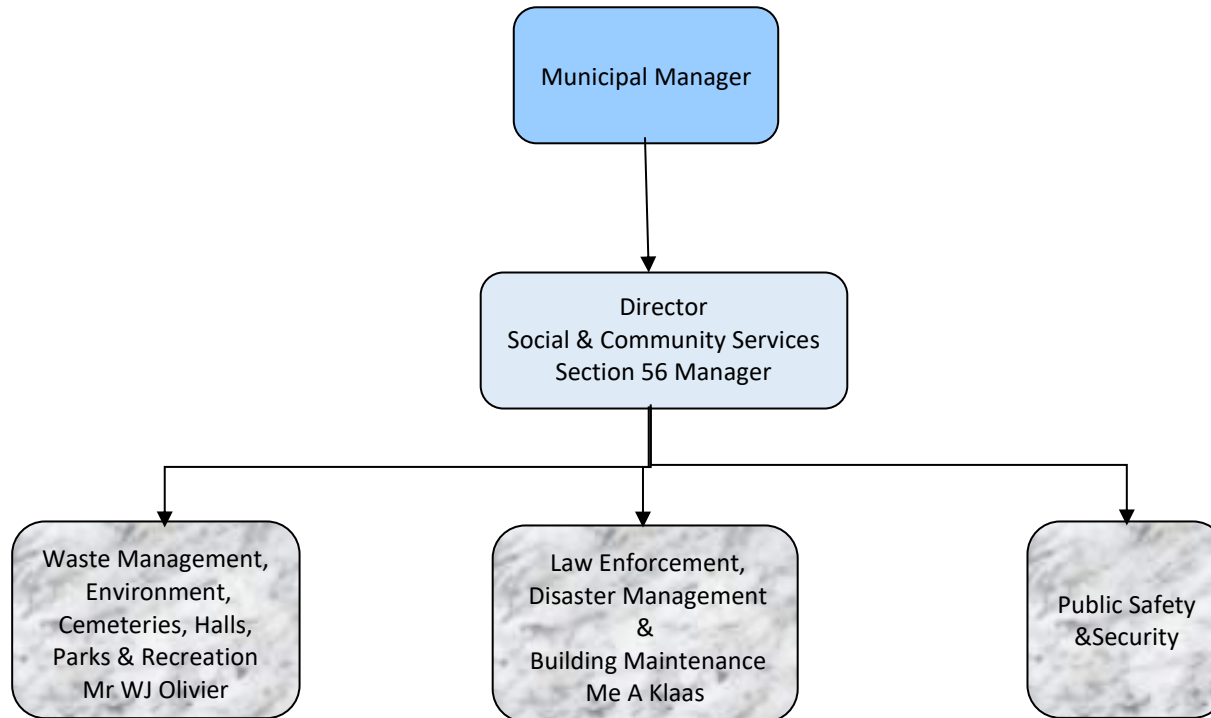 Municipal Manager
Director
Social & Community Services
Section 56 Manager
Waste Management,
Environment,
Cemeteries, Halls,
Parks & Recreation
Mr WJ Olivier
Law Enforcement,
Disaster Management
&
Building Maintenance
Me A Klaas
Public Safety
&Security